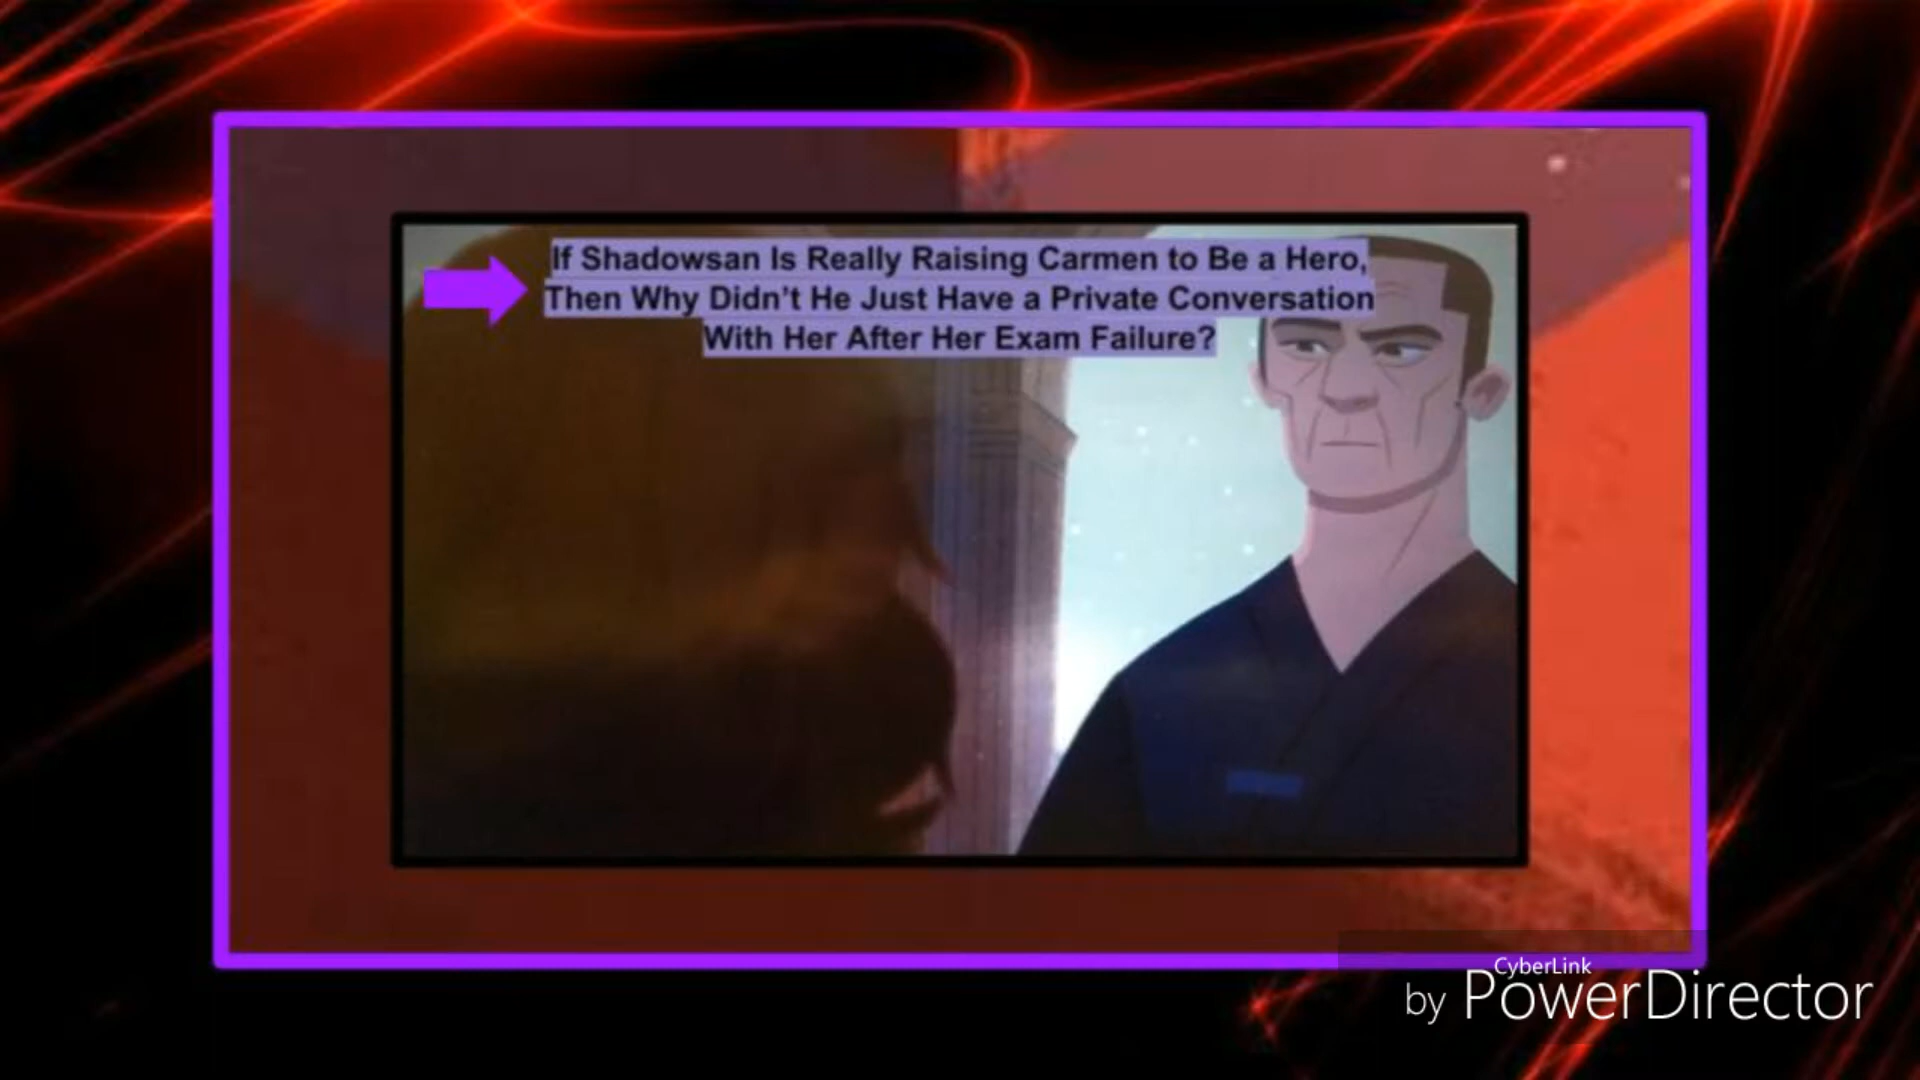 If Shadowsan Is Really Raising Carmen to Be a Hero,
Then Why Didn't He Just Have a Private Conversation
With Her After Her Exam Failure?
CyberLink
by PowerDirector